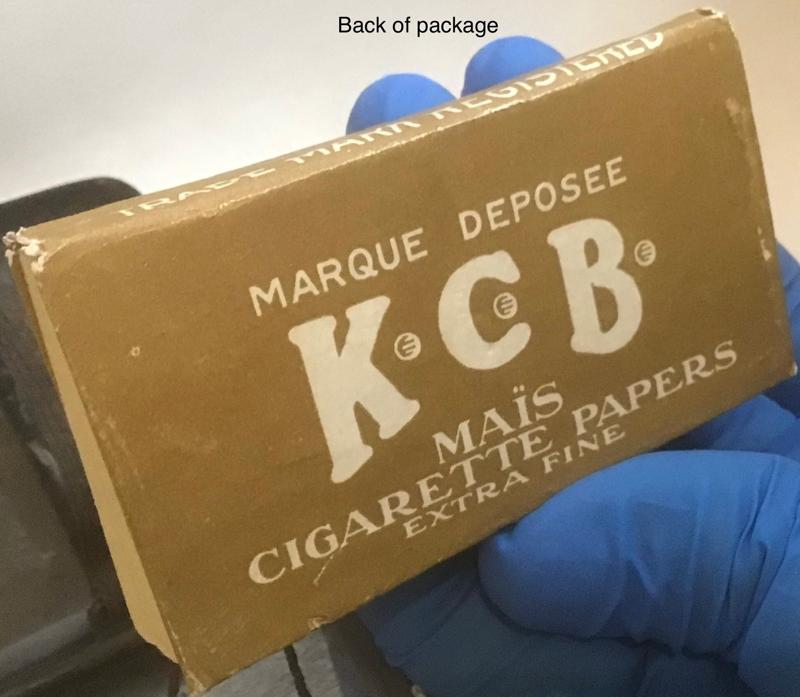 Back of package
TRADE MARK REGISTERED
MARQUE DEPOSEE
K·C·B·
MAÏS
CIGARETTE PAPERS
EXTRA FINE